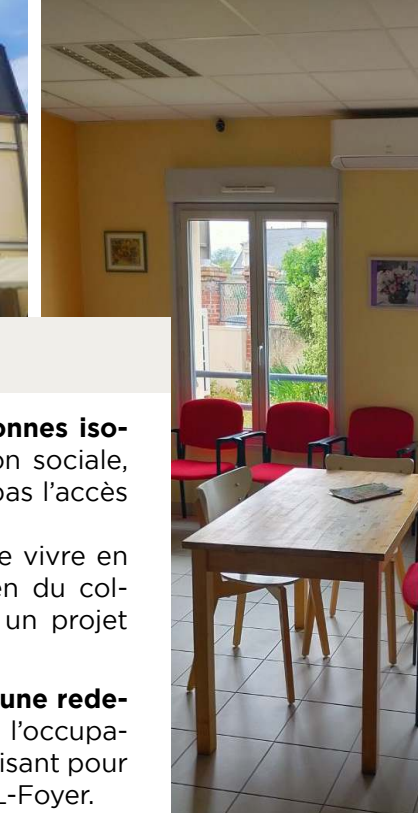 onnes iso-
on sociale,
pas l'accès
e vivre en
en du col-
un projet
une rede-
l'occupa-
isant pour
L-Foyer.